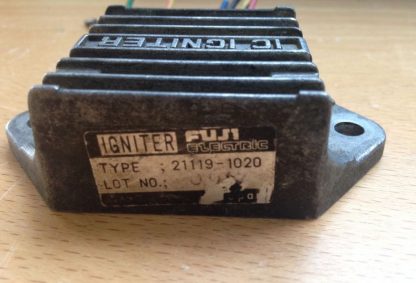 IC IGNITER
IGNITER FUJI ELECTRIC
TYPE ; 21119-1020
LOT NO.;